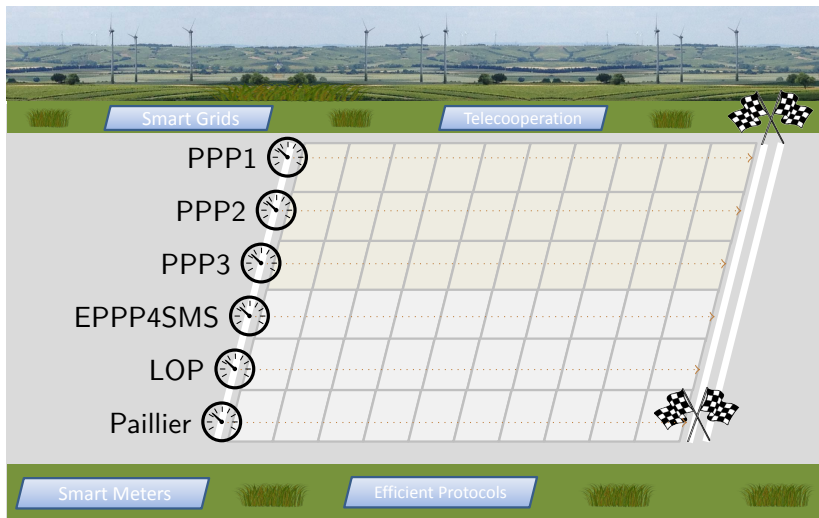 Smart Grids
Telecooperation
PPP1
PPP2
PPP3
EPPP4SMS
LOP
Paillier
Smart Meters
Efficient Protocols